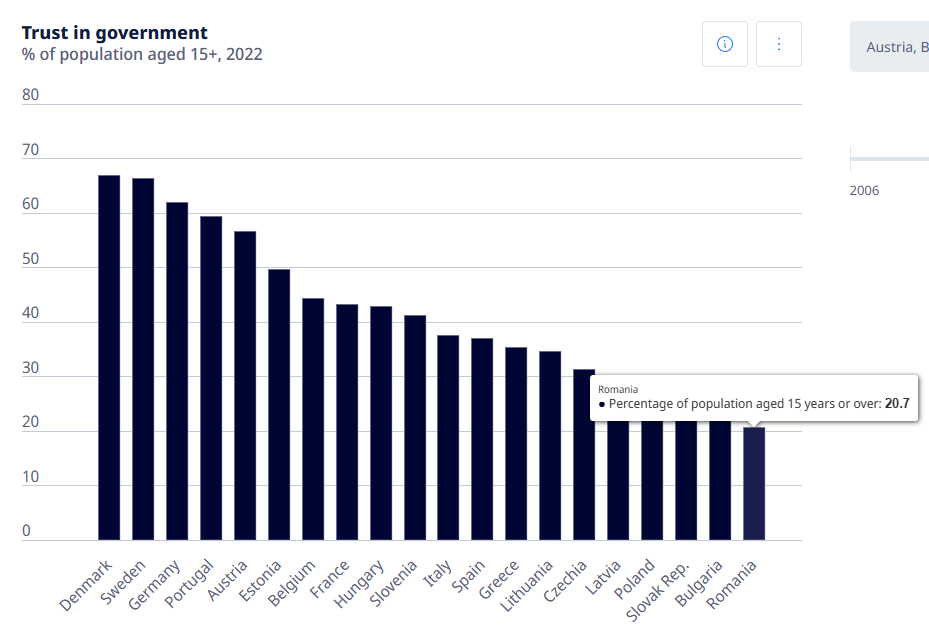 Trust in government
% of population aged 15+, 2022
Austria, B
2006
80
70
60
50
40
30
20
10
0
Romania
Percentage of population aged 15 years or over: 20.7
Denmark
Sweden
Germany
Portugal
Austria
Estonia
Belgium
France
Hungary
Slovenia
Italy
Spain
Greece
Lithuania
Czechia
Latvia
Poland
Slovak Rep.
Bulgaria
Romania